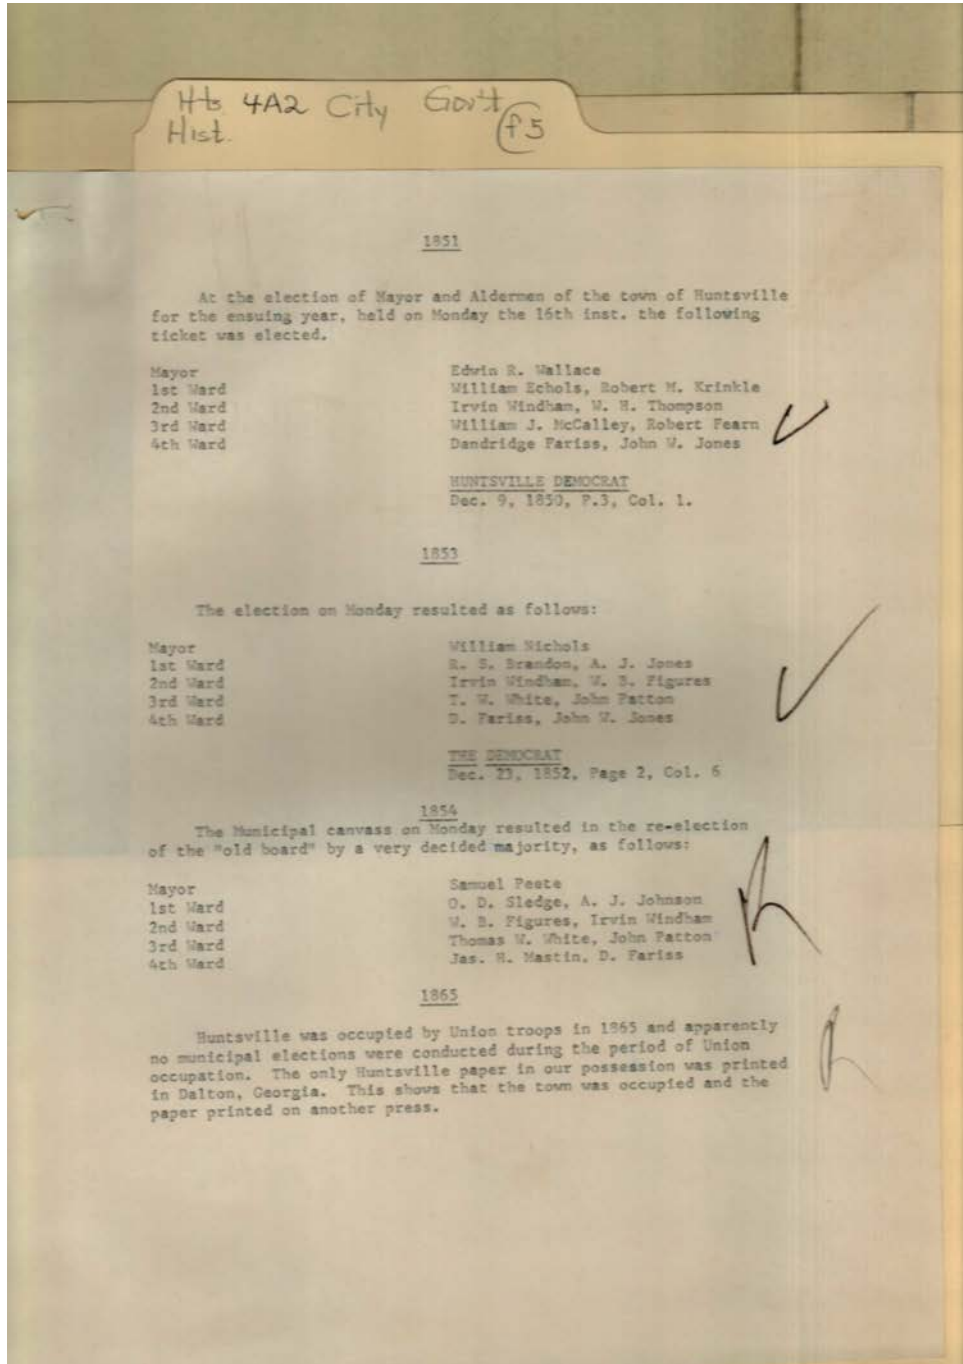 Hts 4A2 City Gov't
Hist. f5
1851
At the election of Mayor and Aldermen of the town of Huntsville
for the ensuing year, held on Monday the 16th inst. the following
ticket was elected.
Mayor Edwin R. Wallace
1st Ward William Echols, Robert M. Krinkle
2nd Ward Irvin Windham, W. H. Thompson
3rd Ward William J. McCalley, Robert Fearn
4th Ward Dandridge Fariss, John W. Jones
HUNTSVILLE DEMOCRAT
Dec. 9, 1850, P.3, Col. 1.
1853
The election on Monday resulted as follows:
Mayor William Nichols
1st Ward R. S. Brandon, A. J. Jones
2nd Ward Irvin Windham, W. B. Figures
3rd Ward T. W. White, John Patton
4th Ward D. Fariss, John W. Jones
THE DEMOCRAT
Dec. 23, 1852, Page 2, Col. 6
1854
The Municipal canvass on Monday resulted in the re-election
of the "old board" by a very decided majority, as follows:
Mayor Samuel Peete
1st Ward O. D. Sledge, A. J. Johnson
2nd Ward W. B. Figures, Irvin Windham
3rd Ward Thomas W. White, John Patton
4th Ward Jas. H. Mastin, D. Fariss
1865
Huntsville was occupied by Union troops in 1865 and apparently
no municipal elections were conducted during the period of Union
occupation. The only Huntsville paper in our possession was printed
in Dalton, Georgia. This shows that the town was occupied and the
paper printed on another press.